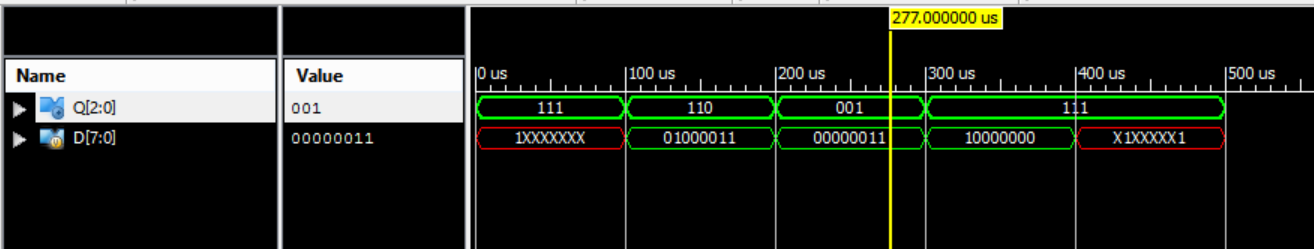 277.000000 us
Name Value 0 us 100 us 200 us 300 us 400 us 500 us
Q[2:0] 001 111 110 001 111
D[7:0] 00000011 1XXXXXXX 01000011 00000011 10000000 X1XXXXX1